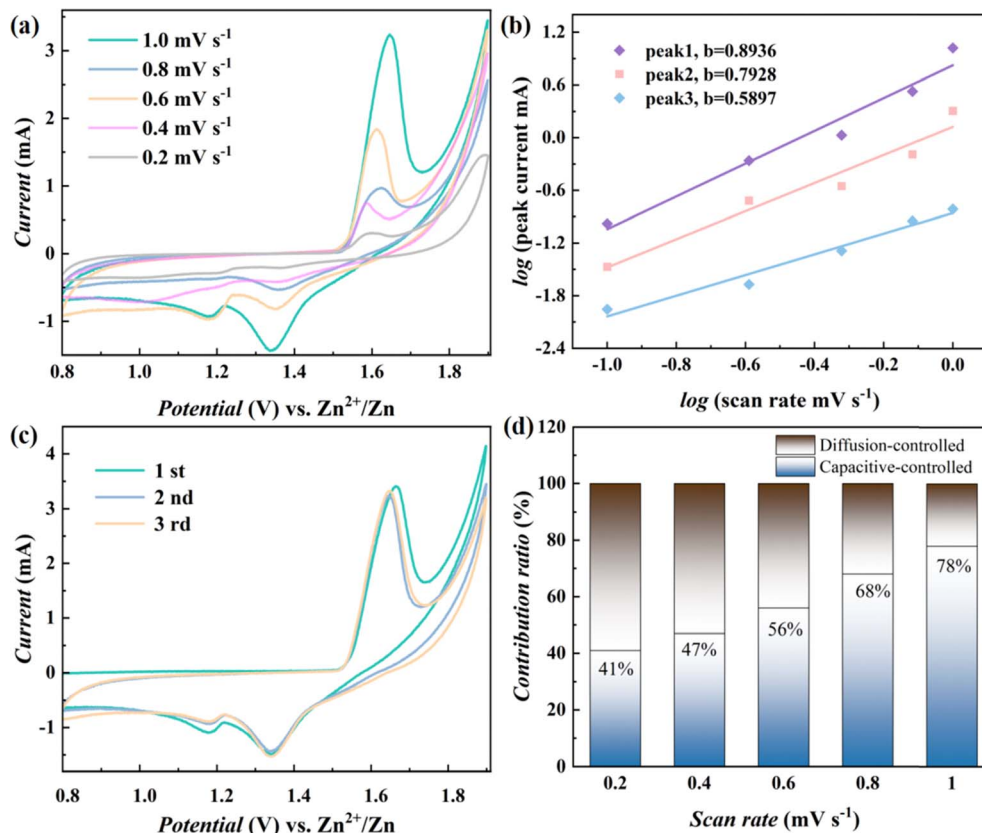 (a)
1.0 mV s⁻¹
0.8 mV s⁻¹
0.6 mV s⁻¹
0.4 mV s⁻¹
0.2 mV s⁻¹
3
2
1
0
-1
Current (mA)
0.8 1.0 1.2 1.4 1.6 1.8
Potential (V) vs. Zn²⁺/Zn
(b)
peak1, b=0.8936
peak2, b=0.7928
peak3, b=0.5897
1.2
0.6
0.0
-0.6
-1.2
-1.8
-2.4
log (peak current mA)
-1.0 -0.8 -0.6 -0.4 -0.2 0.0
log (scan rate mV s⁻¹)
(c)
1 st
2 nd
3 rd
4
3
2
1
0
-1
Current (mA)
0.8 1.0 1.2 1.4 1.6 1.8
Potential (V) vs. Zn²⁺/Zn
(d)
Diffusion-controlled
Capacitive-controlled
120
100
80
60
40
20
0
Contribution ratio (%)
41% 47% 56% 68% 78%
0.2 0.4 0.6 0.8 1
Scan rate (mV s⁻¹)